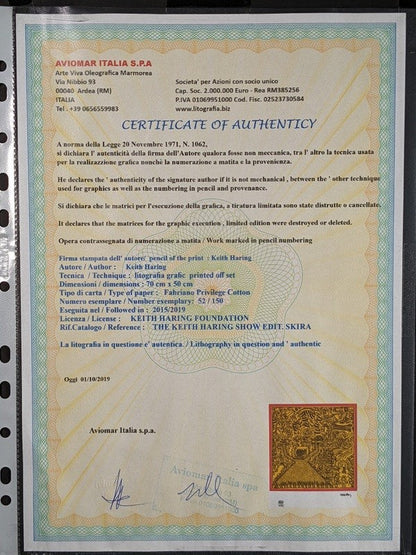 AVIOMAR ITALIA S.P.A
Arte Viva Oleografica Marmorea
Via Nibbio 93
00040 Ardea (RM)
ITALIA
Tel : +39 0656559983
Societa' per Azioni con socio unico
Cap. Soc. 2.000.000 Euro - Rea RM385256
P.IVA 01069951000 Cod. Fisc. 02523730584
www.litografia.org
CERTIFICATE OF AUTHENTICITY
A norma della Legge 20 Novembre 1971, N. 1062,
si dichiara l' autenticità della firma dell'Autore qualora fosse non meccanica, tra l'altro la tecnica usata
per la realizazzione grafica nonchè la numerazione a matita e la provenienza.
He declares the ' authenticity of the signature author if it is not mechanical , between the ' other technique
used for graphics as well as the numbering in pencil and provenance.
Si dichiara che le matrici per l'esecuzione della grafica, a tiratura limitata sono state distrutte o cancellate.
It declares that the matrices for the graphic execution , limited edition were destroyed or deleted.
Opera contrassegnata di numerazione a matita / Work marked in pencil numbering
Firma stampata dell' autore/ pencil of the print : Keith Haring
Autore / Author : Keith Haring
Tecnica / Technique : litografia grafic printed off set
Dimensioni / dimensions : 70 cm x 50 cm
Tipo di carta / Type of paper : Fahriano Privilege Cotton
Numero esemplare / Number exemplary: 52 / 150
Eseguita nel / Followed in : 2015/2019
Licenza / License : KEITH HARING FOUNDATION
Rif.Catalogo / Reference : THE KEITH HARING SHOW EDIT. SKIRA
La litografia in questione e' autentica. / Lithography in question and ' authentic
Oggi 01/10/2019
Aviomar Italia s.p.a.
Aviomar Italia spa